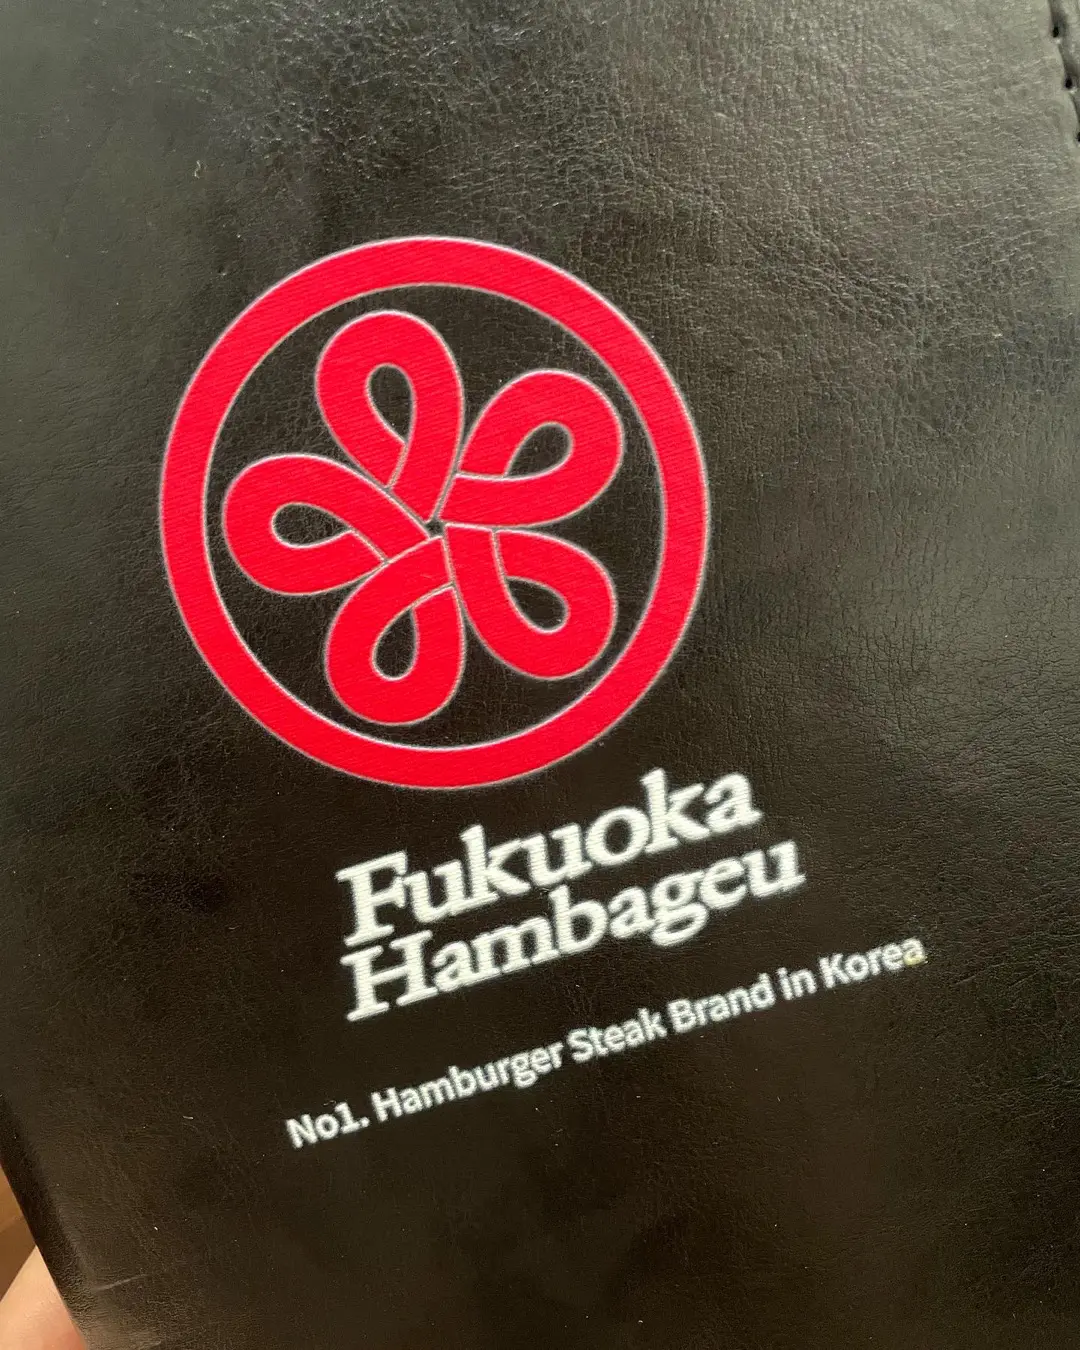 Fukuoka
Hambageu
No1. Hamburger Steak Brand in Korea